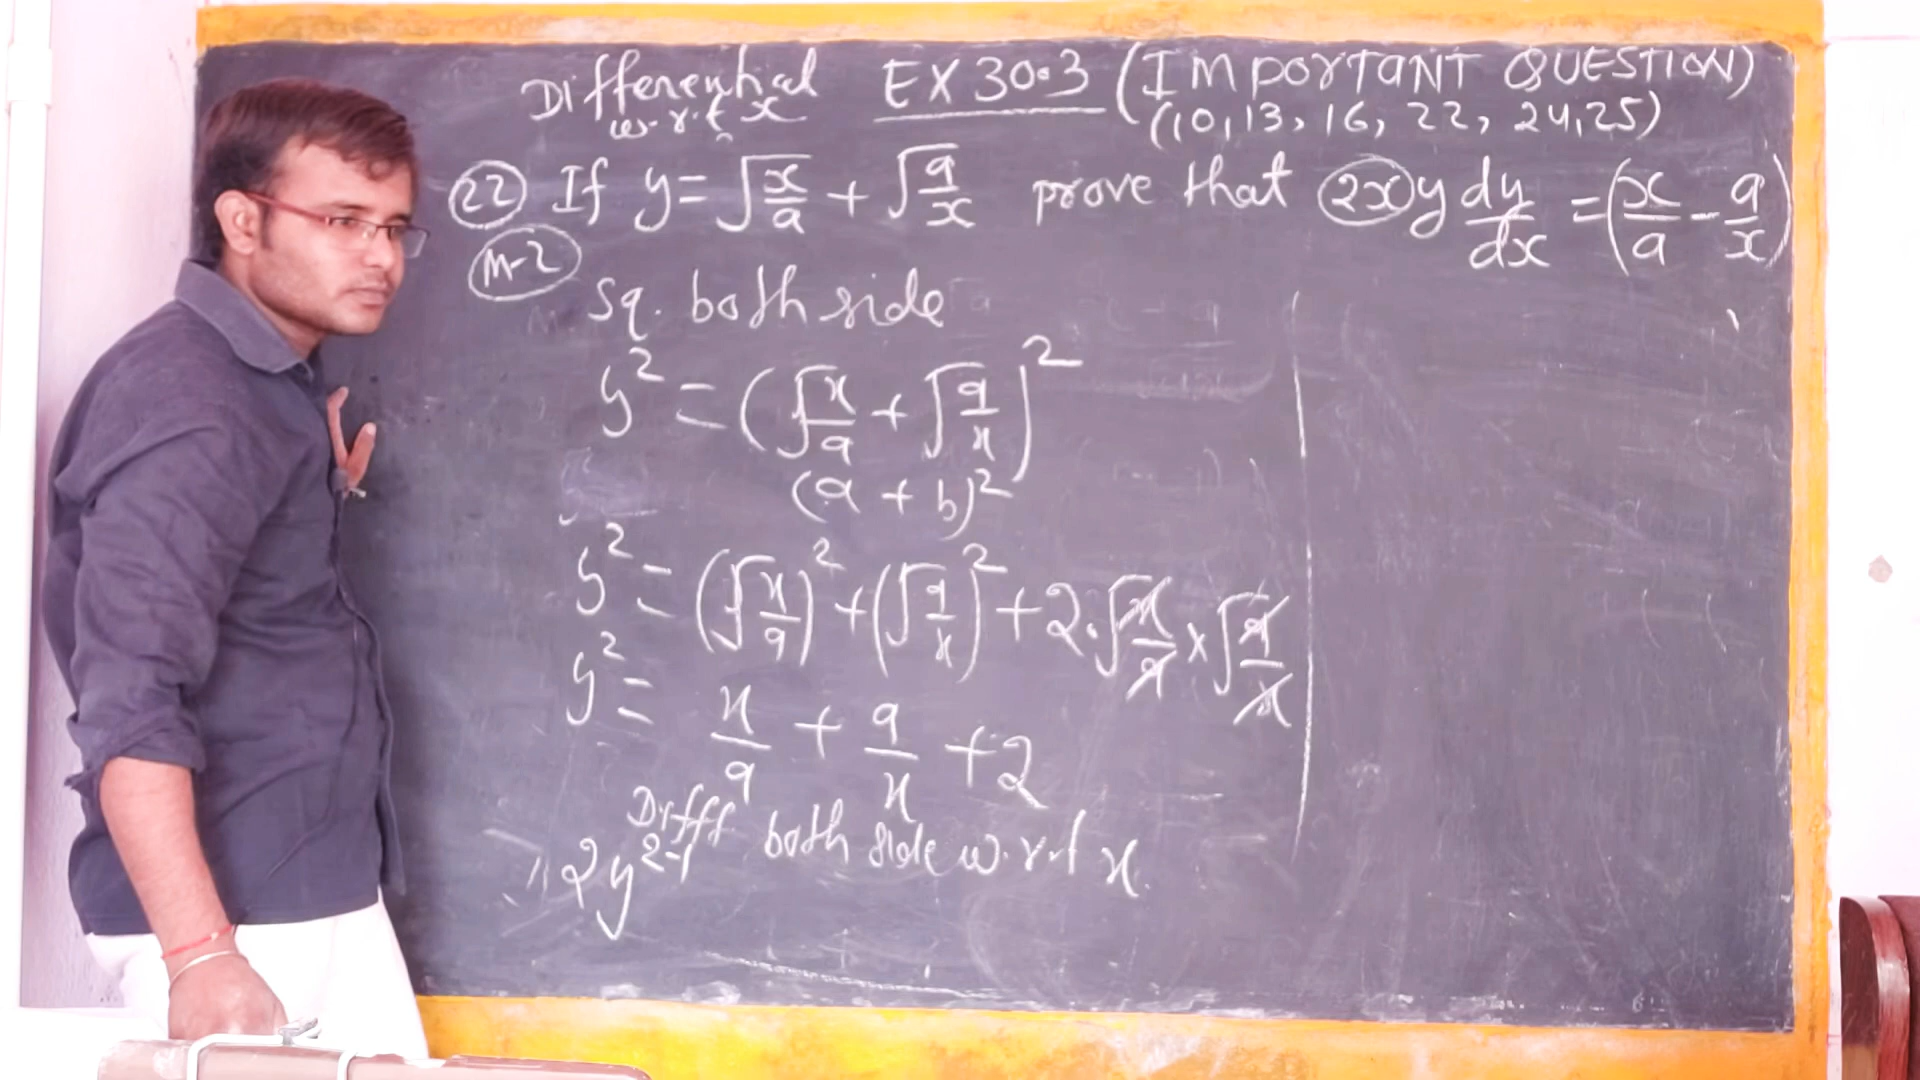 Differential EX 30.3 (IMPORTANT QUESTION)
w.r.t x (10,13, 16, 22, 24,25)
(22) If y = √(x/a) + √(a/x) prove that (2x)y dy/dx = (x/a - a/x)
(M-2)
Sq. both side
y² = (√(x/a) + √(a/x))²
(a + b)²
y² = (√(x/a))² + (√(a/x))² + 2.√(x/a) × √(a/x)
y² = x/a + a/x + 2
Difff both side w.r.t x.
2y²⁻¹